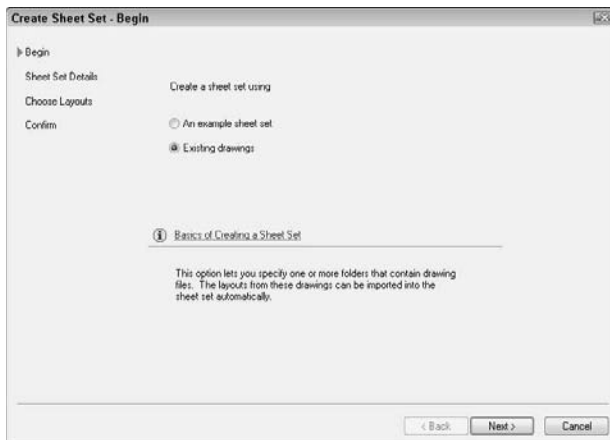 Create Sheet Set - Begin
Begin
Sheet Set Details
Choose Layouts
Confirm
Create a sheet set using
An example sheet set
Existing drawings
Basics of Creating a Sheet Set
This option lets you specify one or more folders that contain drawing
files. The layouts from these drawings can be imported into the
sheet set automatically.
< Back
Next >
Cancel